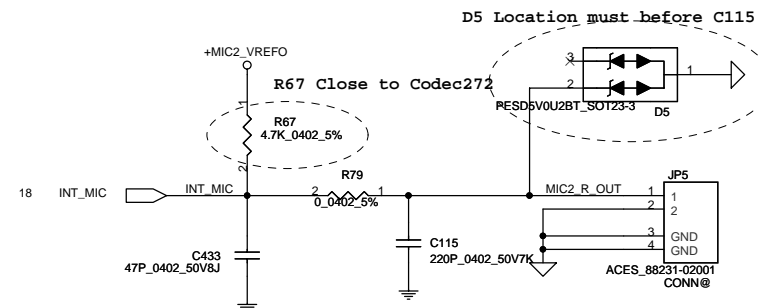 D5 Location must before C115
+MIC2_VREFO
R67 Close to Codec272
3
2
1
PESD5V0U2BT_SOT23-3
D5
1
R67
4.7K_0402_5%
2
R79
18 INT_MIC
INT_MIC
2
1
0_0402_5%
MIC2_R_OUT
JP5
1
1
2
2
3
GND
4
GND
C433
47P_0402_50V8J
C115
220P_0402_50V7K
ACES_88231-02001
CONN@